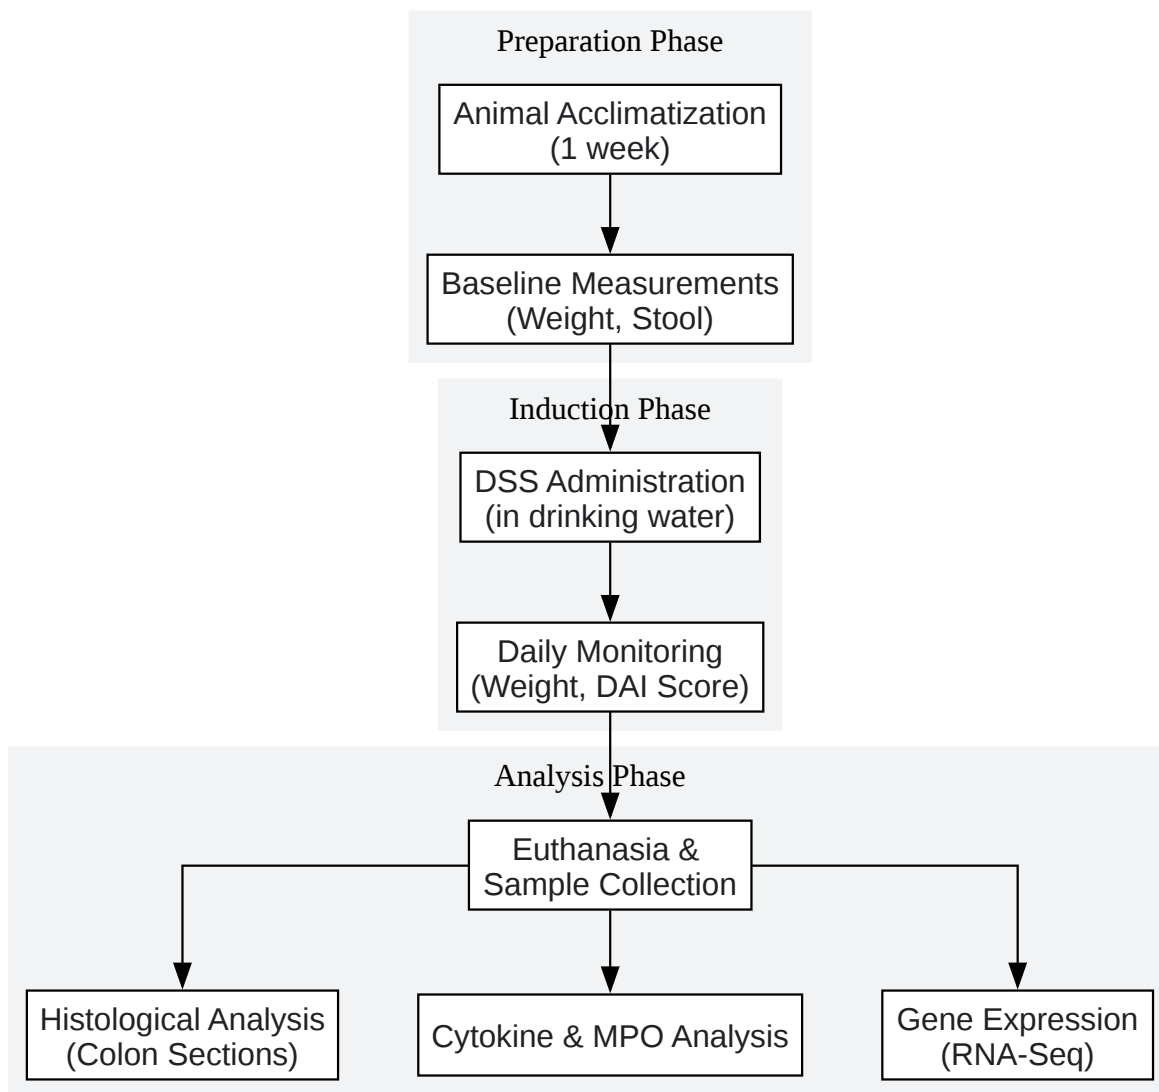 Preparation Phase
Animal Acclimatization
(1 week)
Baseline Measurements
(Weight, Stool)
Induction Phase
DSS Administration
(in drinking water)
Daily Monitoring
(Weight, DAI Score)
Analysis Phase
Euthanasia &
Sample Collection
Histological Analysis
(Colon Sections)
Cytokine & MPO Analysis
Gene Expression
(RNA-Seq)